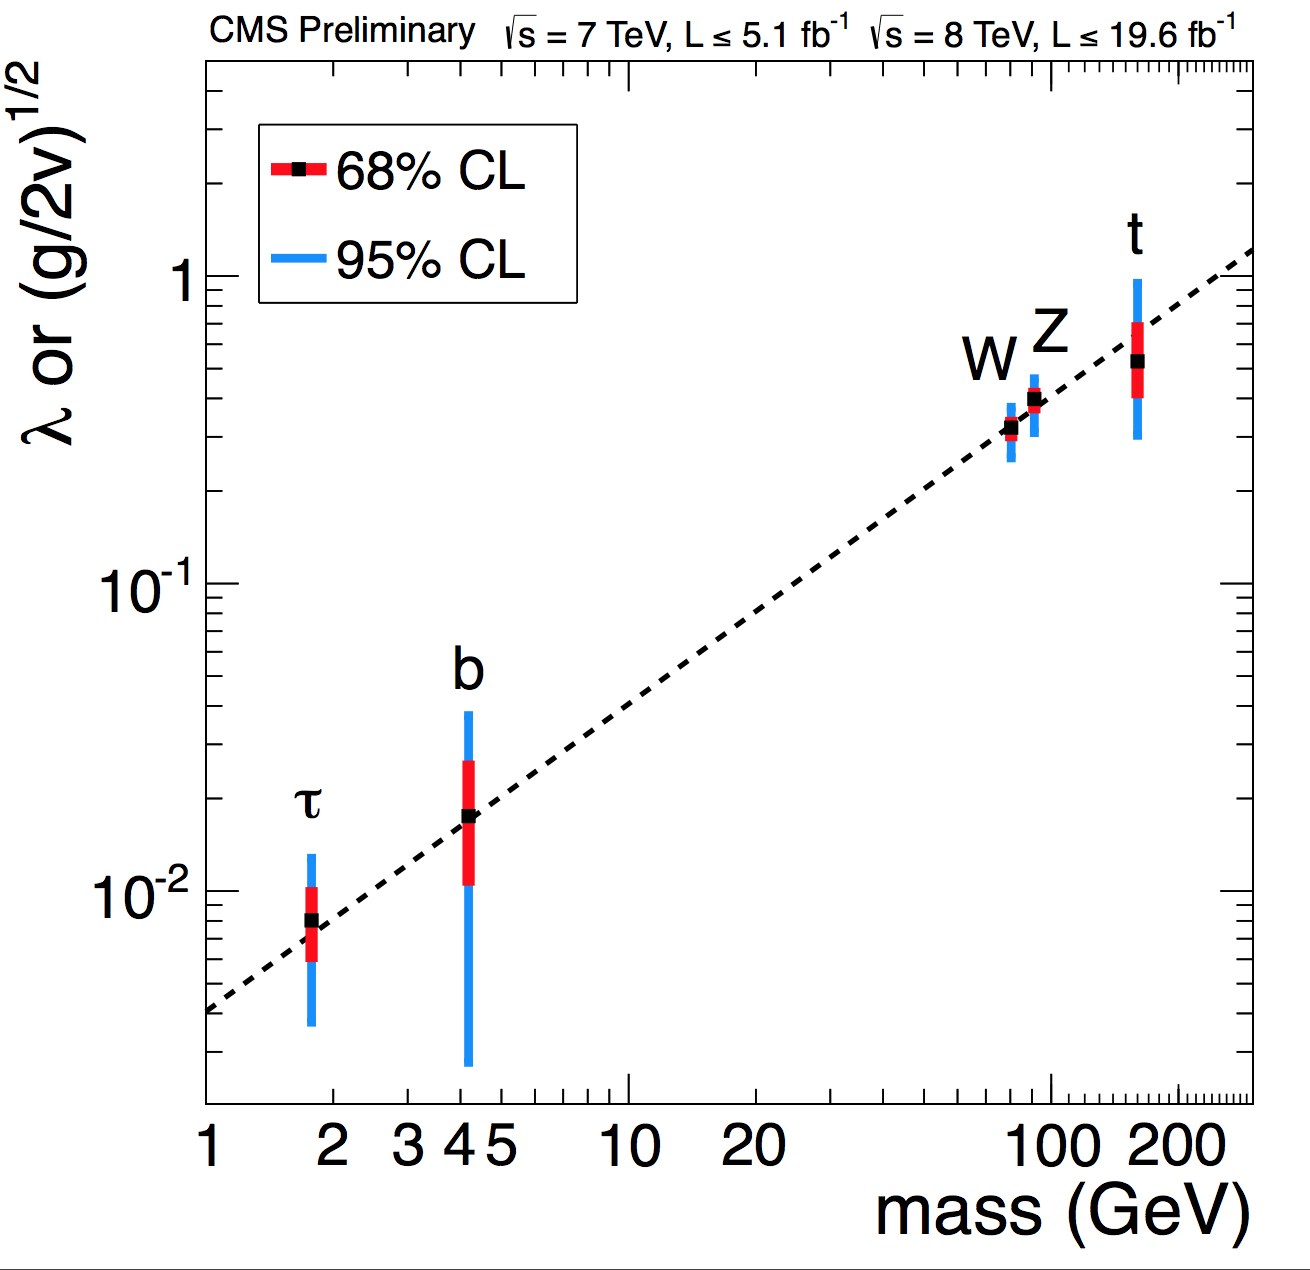 CMS Preliminary √s = 7 TeV, L ≤ 5.1 fb⁻¹ √s = 8 TeV, L ≤ 19.6 fb⁻¹
λ or (g/2v)^1/2
68% CL
95% CL
t
1
W Z
10⁻¹
b
τ
10⁻²
1 2 3 4 5 10 20 100 200
mass (GeV)